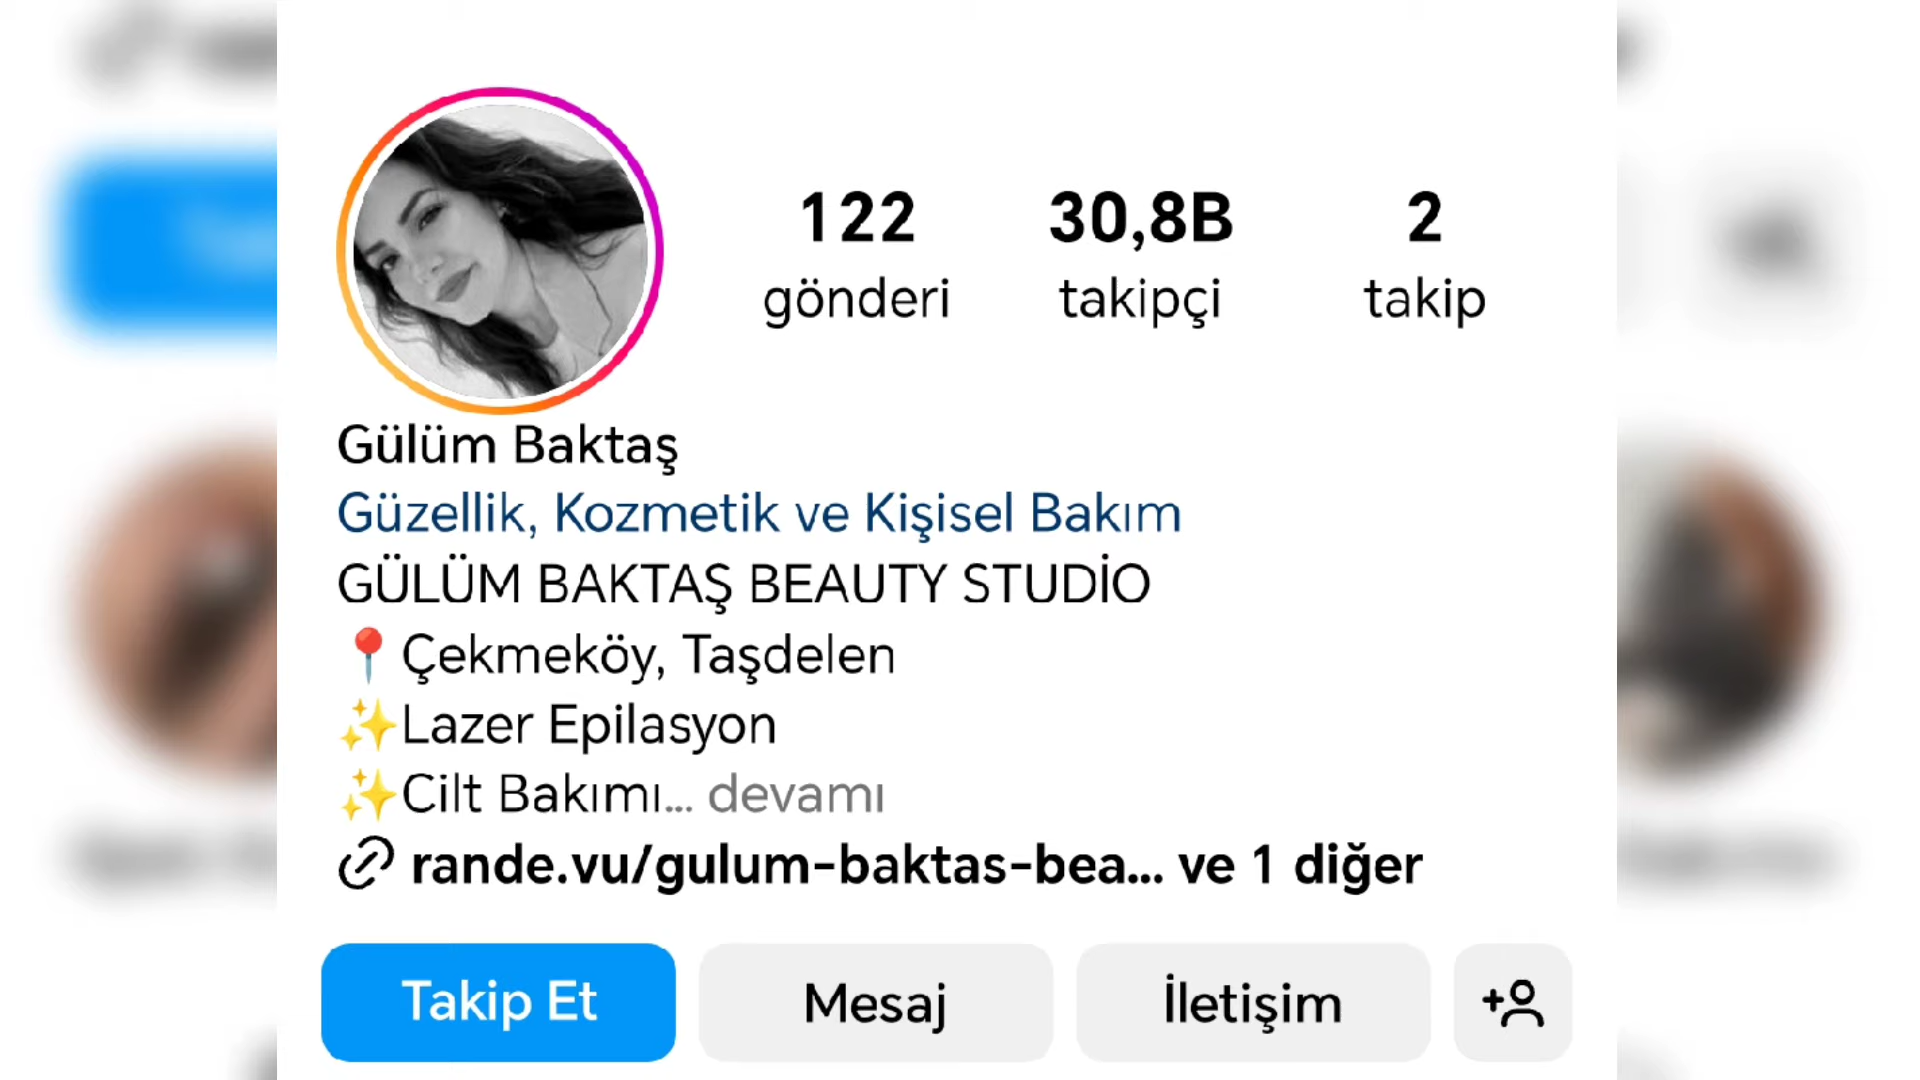 122 30,8B 2
gönderi takipçi takip
Gülüm Baktaş
Güzellik, Kozmetik ve Kişisel Bakım
GÜLÜM BAKTAŞ BEAUTY STUDİO
📍Çekmeköy, Taşdelen
✨Lazer Epilasyon
✨Cilt Bakımı... devamı
rande.vu/gulum-baktas-bea... ve 1 diğer
Takip Et Mesaj İletişim